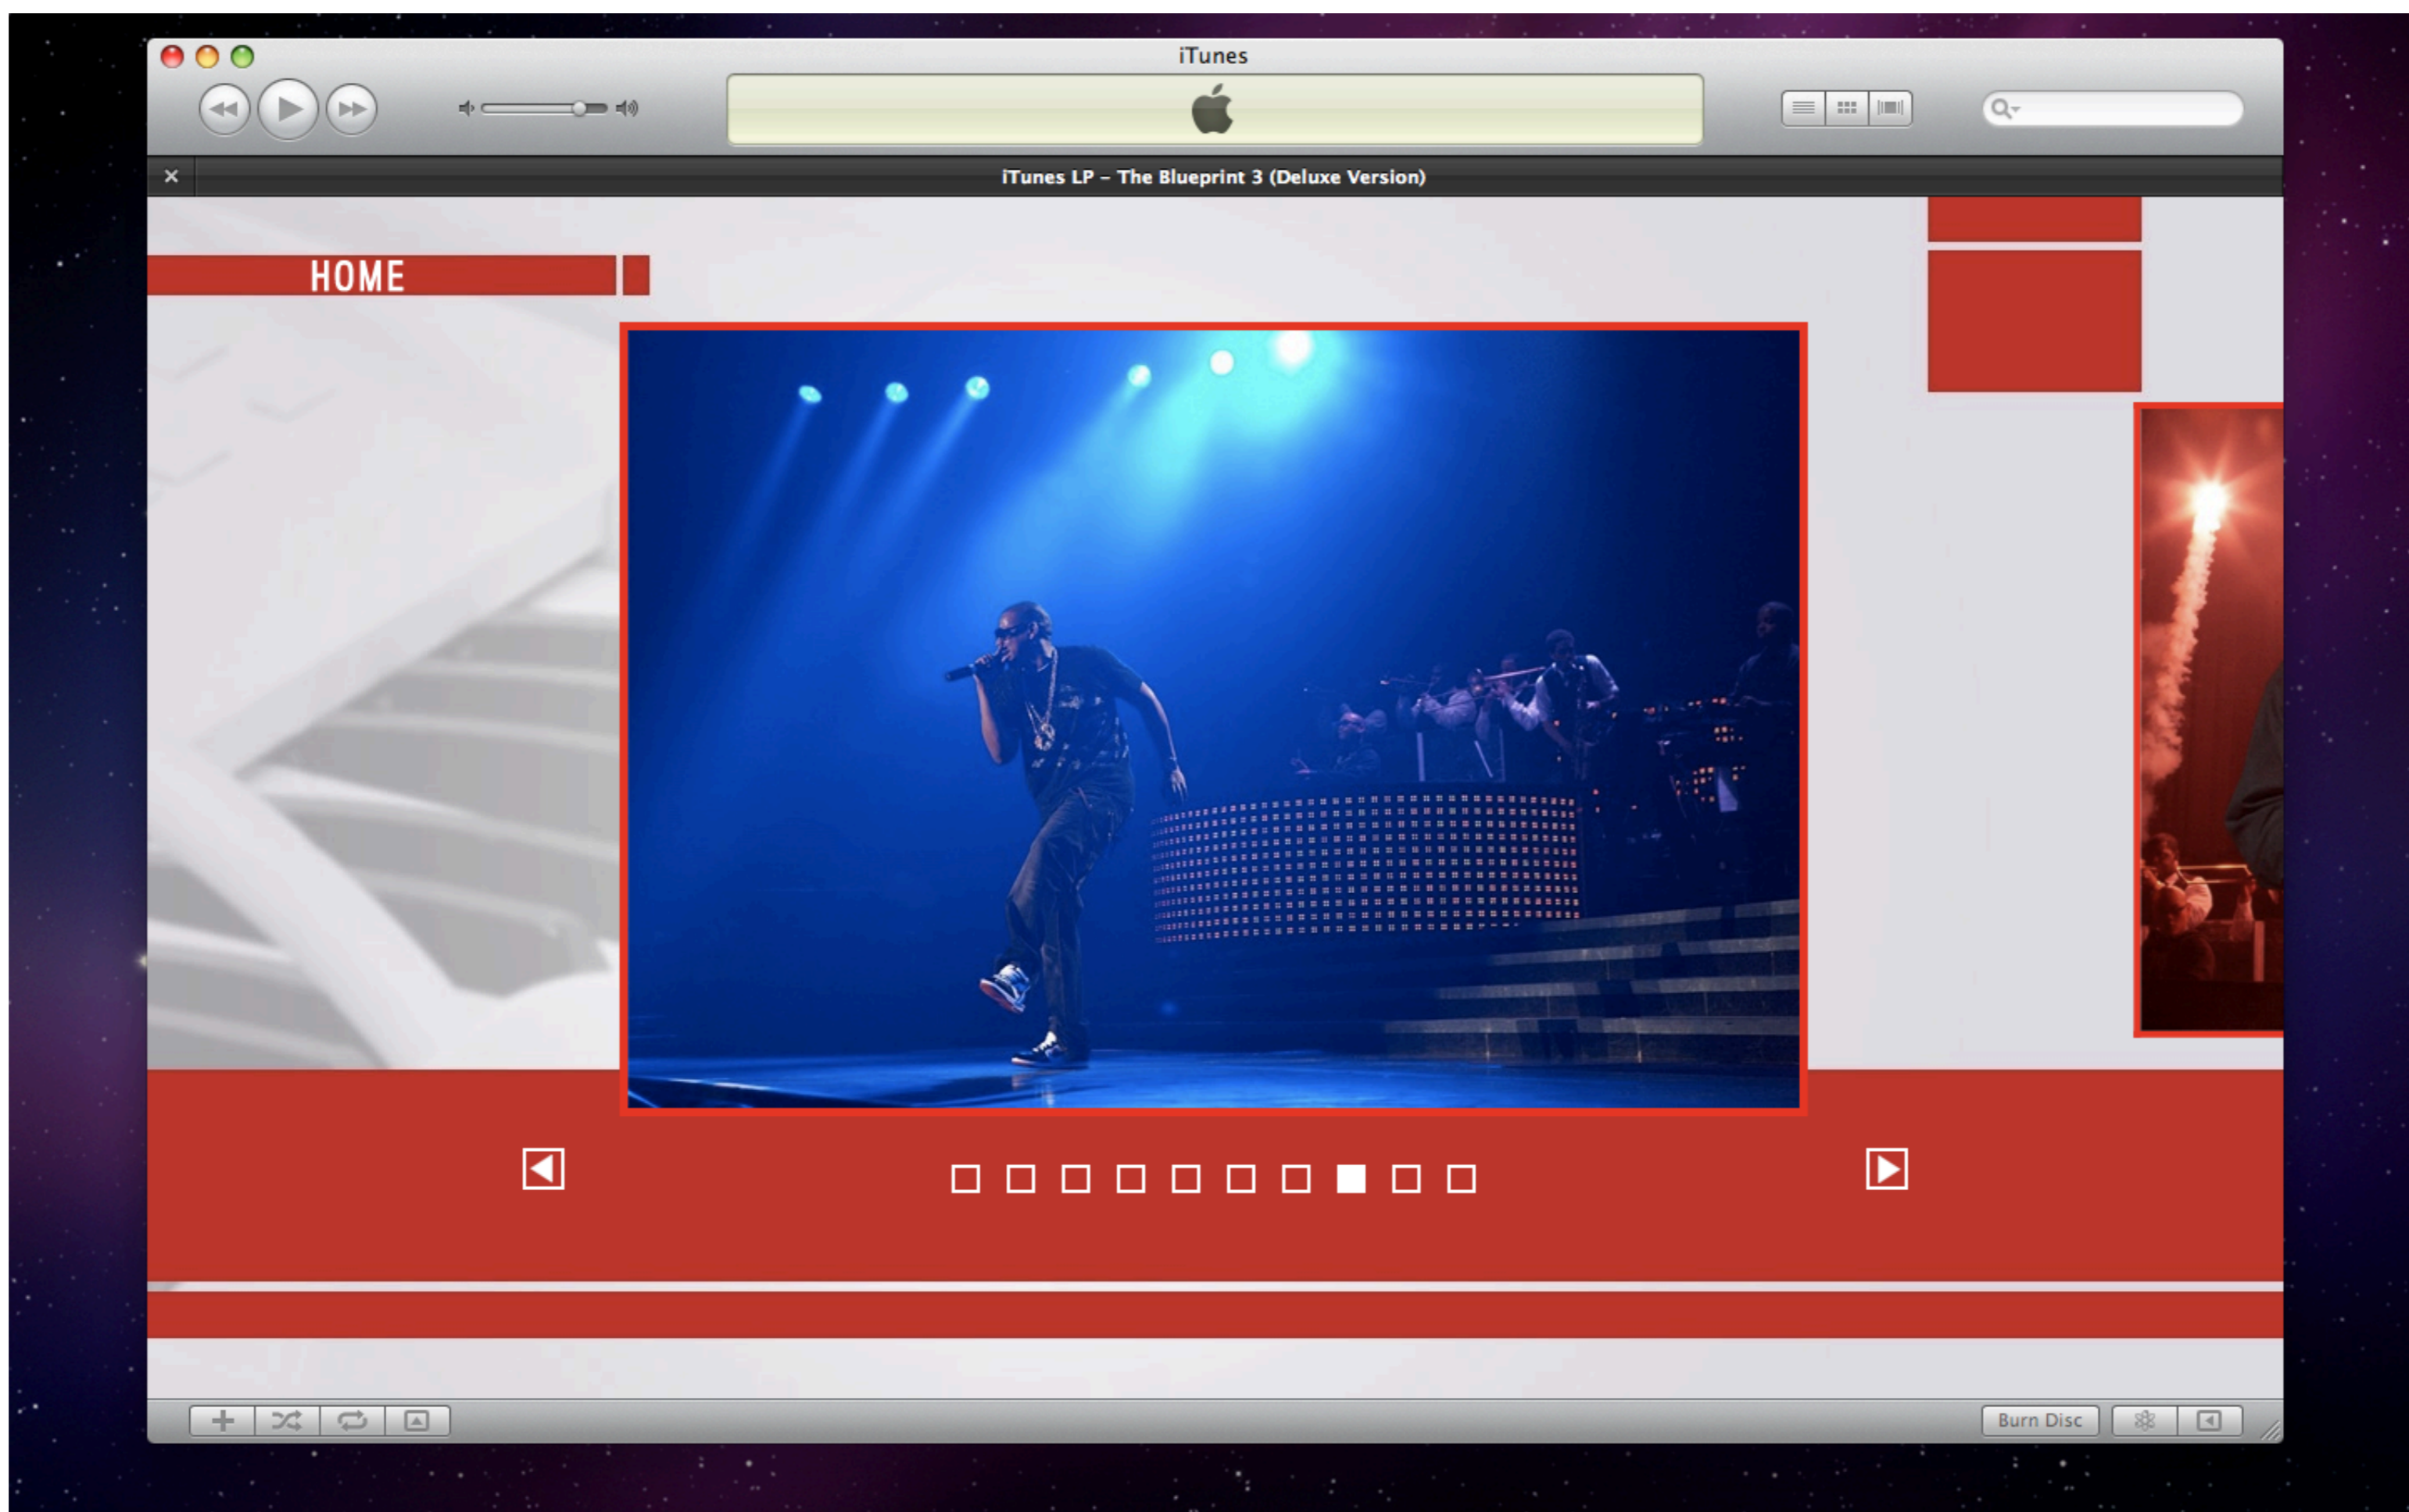 iTunes
iTunes LP – The Blueprint 3 (Deluxe Version)
HOME
Burn Disc